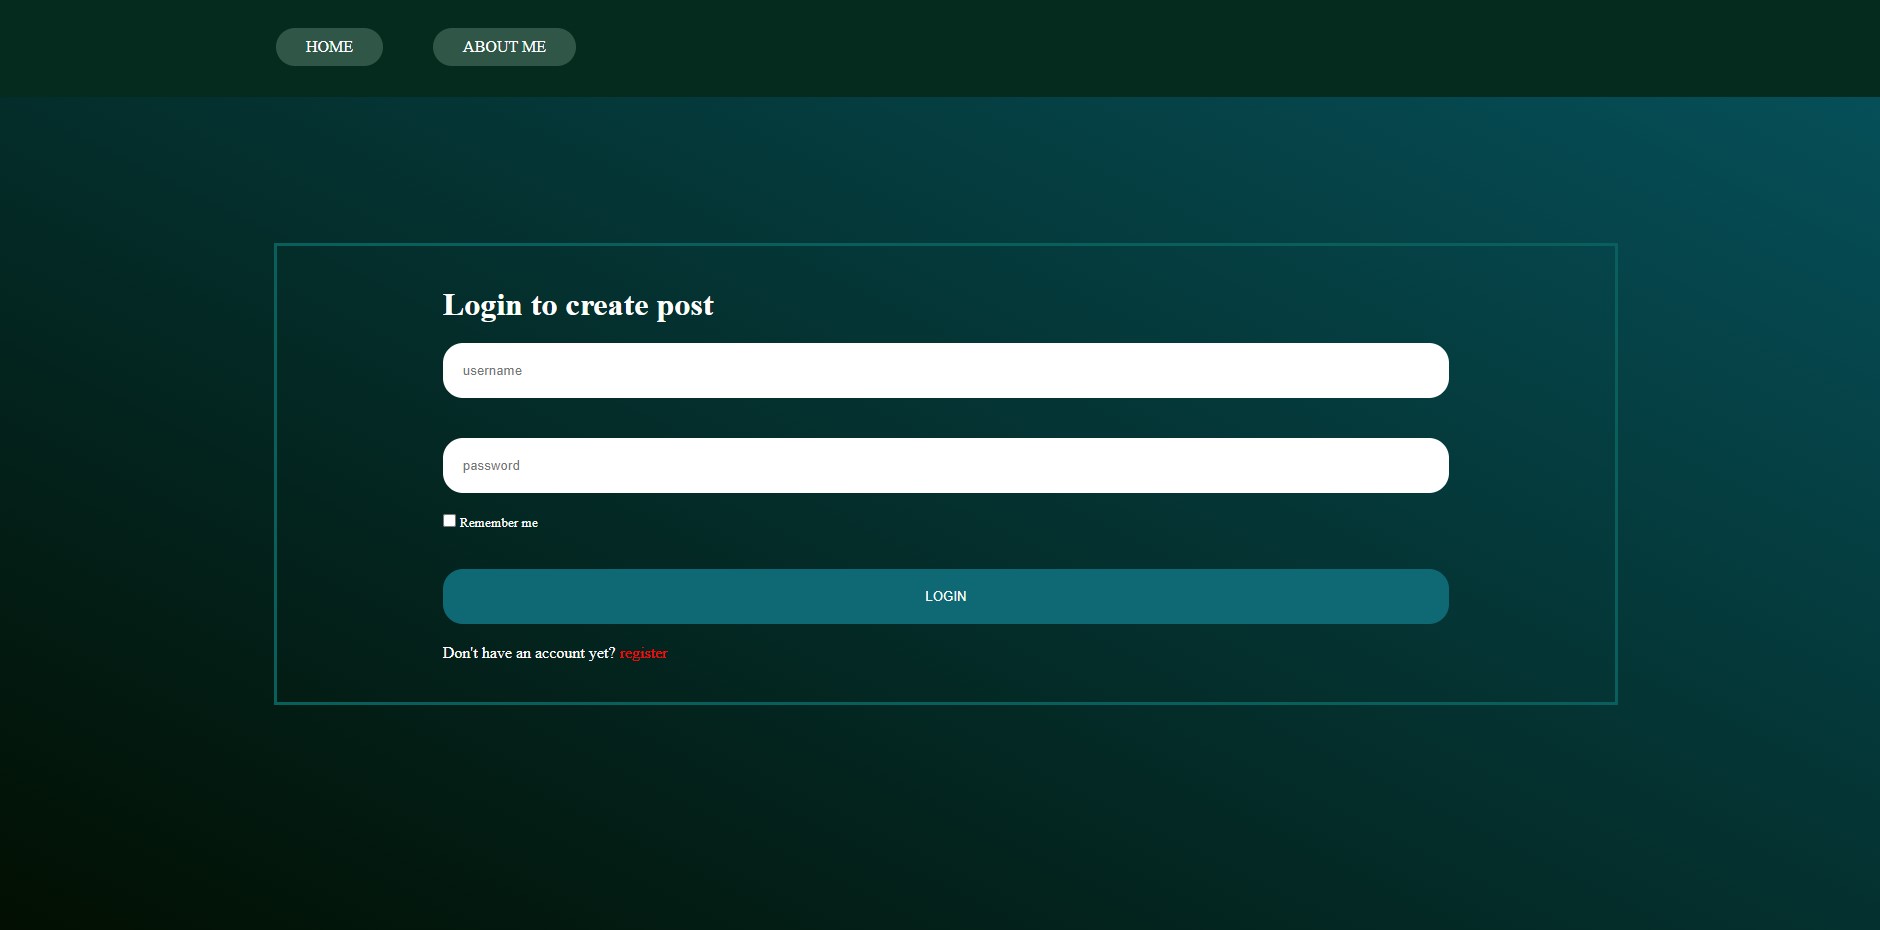 HOME ABOUT ME
Login to create post
username
password
Remember me
LOGIN
Don't have an account yet? register